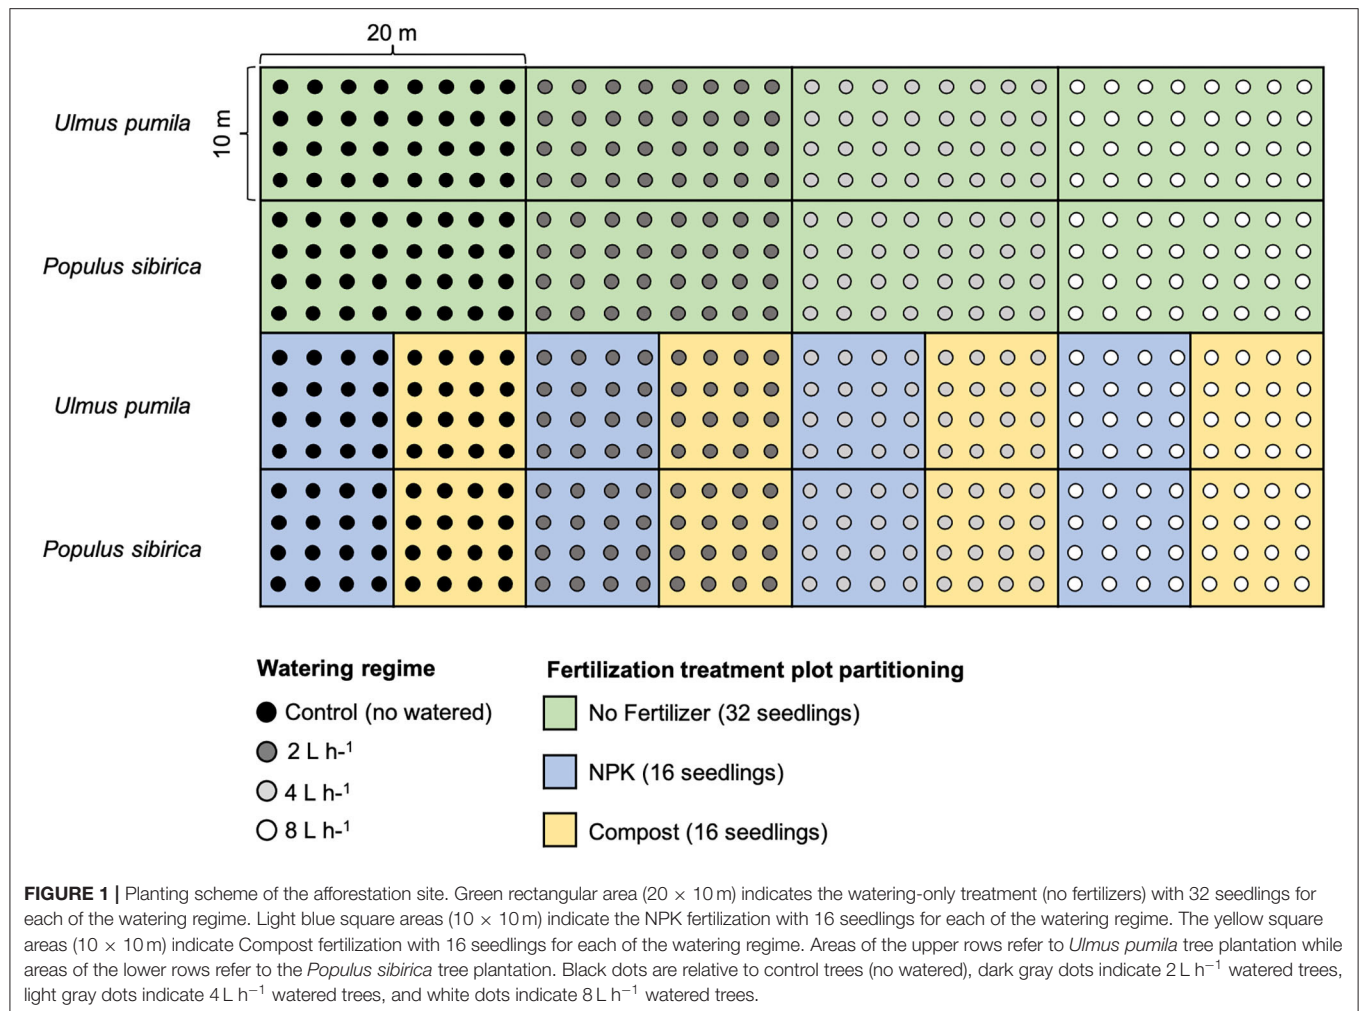 20 m
10 m
Ulmus pumila
Populus sibirica
Ulmus pumila
Populus sibirica
Watering regime
Control (no watered)
2 L h-¹
4 L h-¹
8 L h-¹
Fertilization treatment plot partitioning
No Fertilizer (32 seedlings)
NPK (16 seedlings)
Compost (16 seedlings)
FIGURE 1 | Planting scheme of the afforestation site. Green rectangular area (20 × 10 m) indicates the watering-only treatment (no fertilizers) with 32 seedlings for
each of the watering regime. Light blue square areas (10 × 10 m) indicate the NPK fertilization with 16 seedlings for each of the watering regime. The yellow square
areas (10 × 10 m) indicate Compost fertilization with 16 seedlings for each of the watering regime. Areas of the upper rows refer to Ulmus pumila tree plantation while
areas of the lower rows refer to the Populus sibirica tree plantation. Black dots are relative to control trees (no watered), dark gray dots indicate 2 L h⁻¹ watered trees,
light gray dots indicate 4 L h⁻¹ watered trees, and white dots indicate 8 L h⁻¹ watered trees.